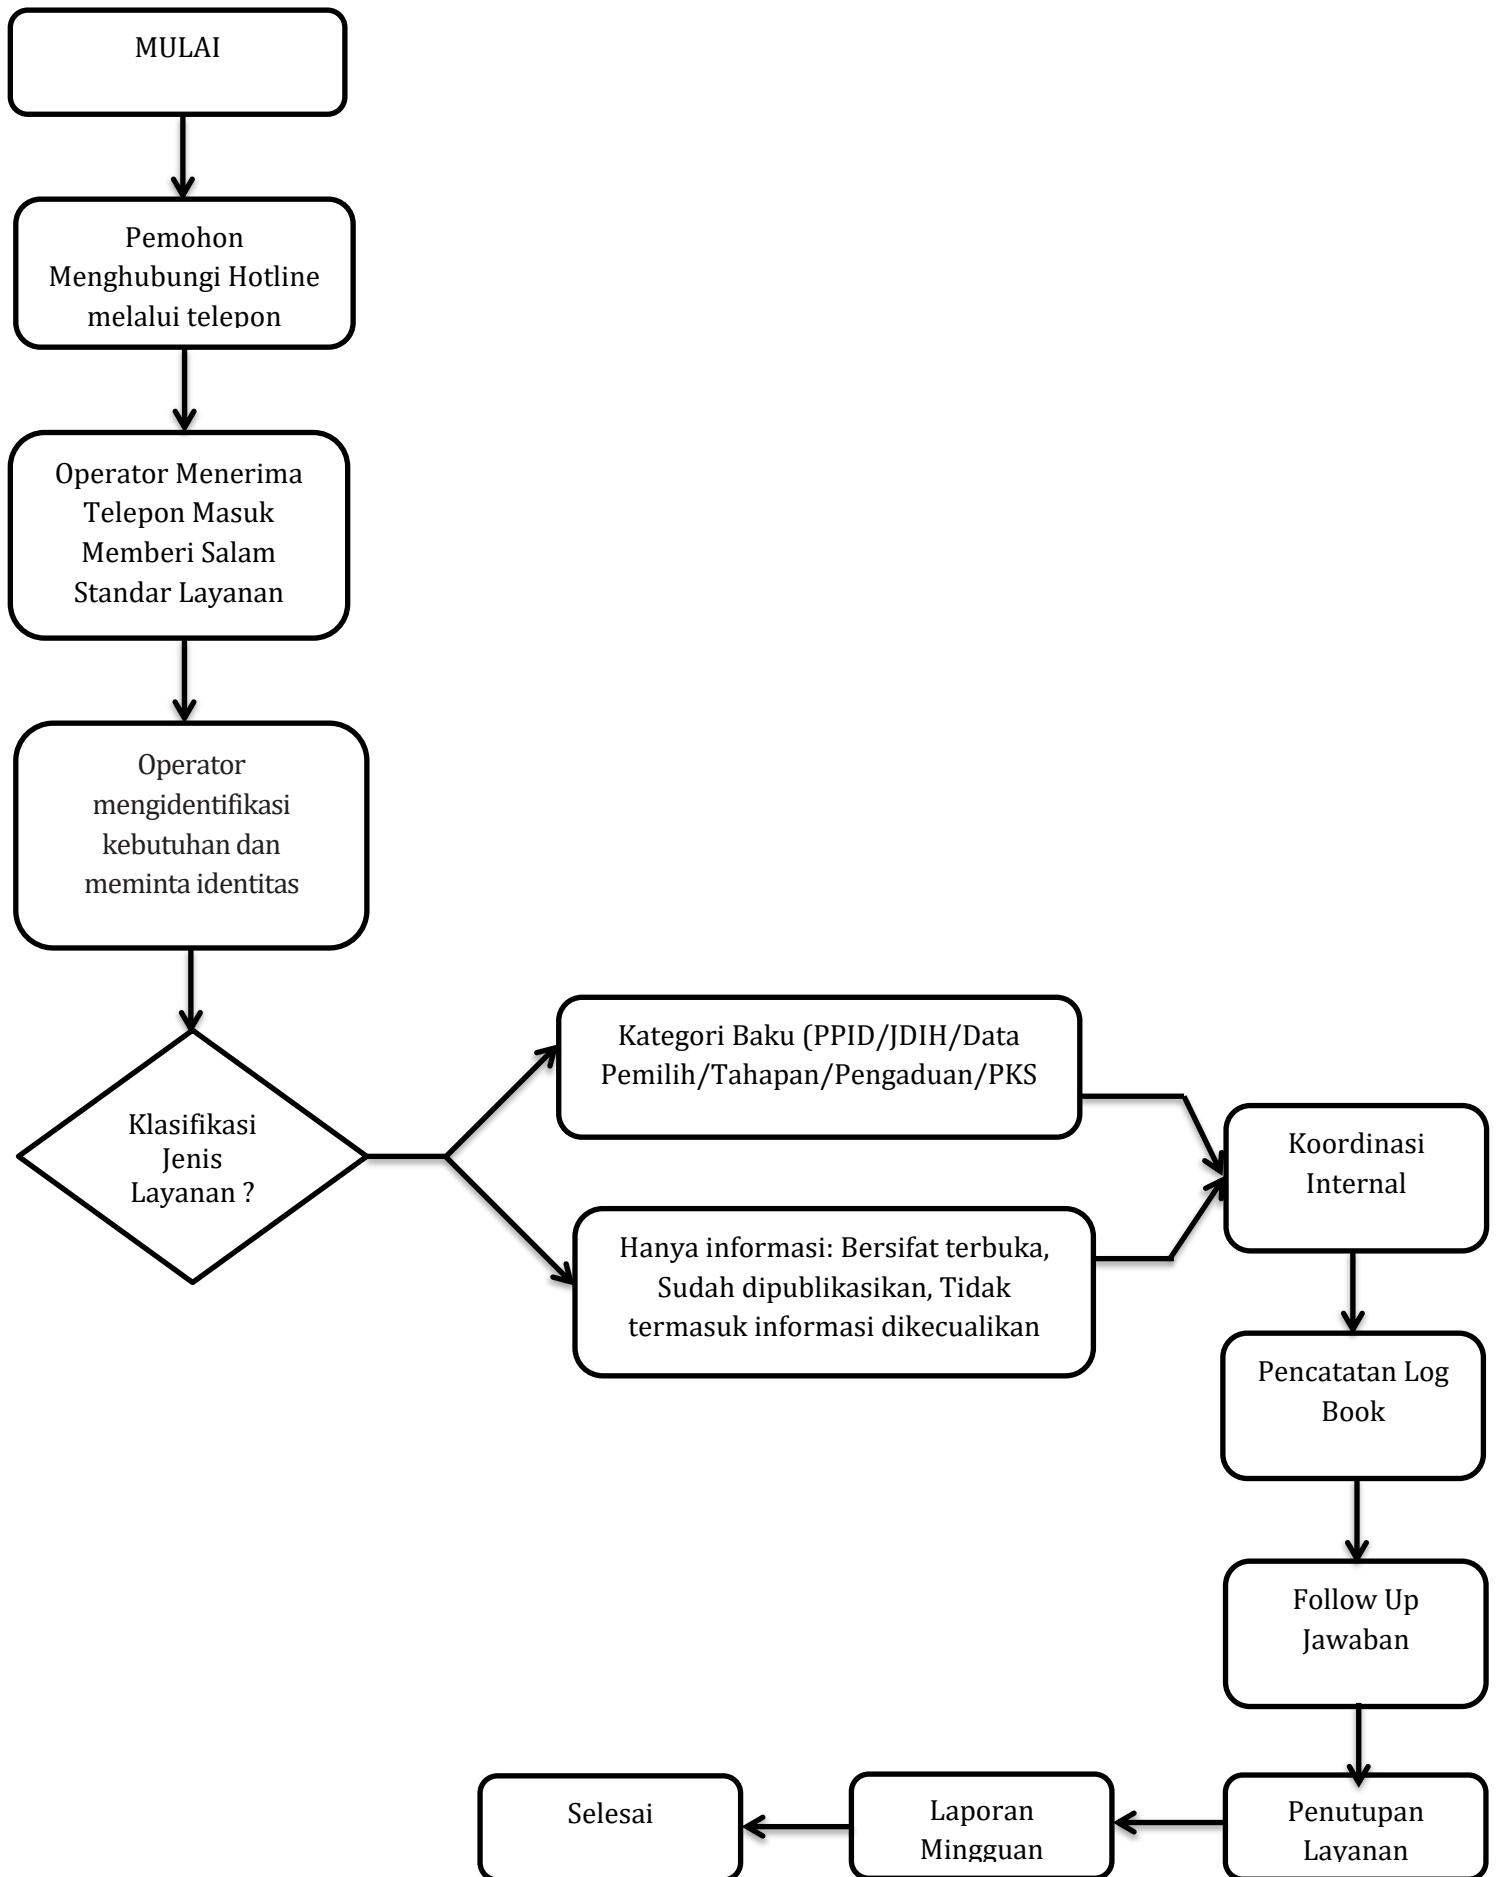 MULAI
Pemohon
Menghubungi Hotline
melalui telepon
Operator Menerima
Telepon Masuk
Memberi Salam
Standar Layanan
Operator
mengidentifikasi
kebutuhan dan
meminta identitas
Klasifikasi
Jenis
Layanan ?
Kategori Baku (PPID/JDIH/Data
Pemilih/Tahapan/Pengaduan/PKS
Hanya informasi: Bersifat terbuka,
Sudah dipublikasikan, Tidak
termasuk informasi dikecualikan
Koordinasi
Internal
Pencatatan Log
Book
Follow Up
Jawaban
Penutupan
Layanan
Laporan
Mingguan
Selesai